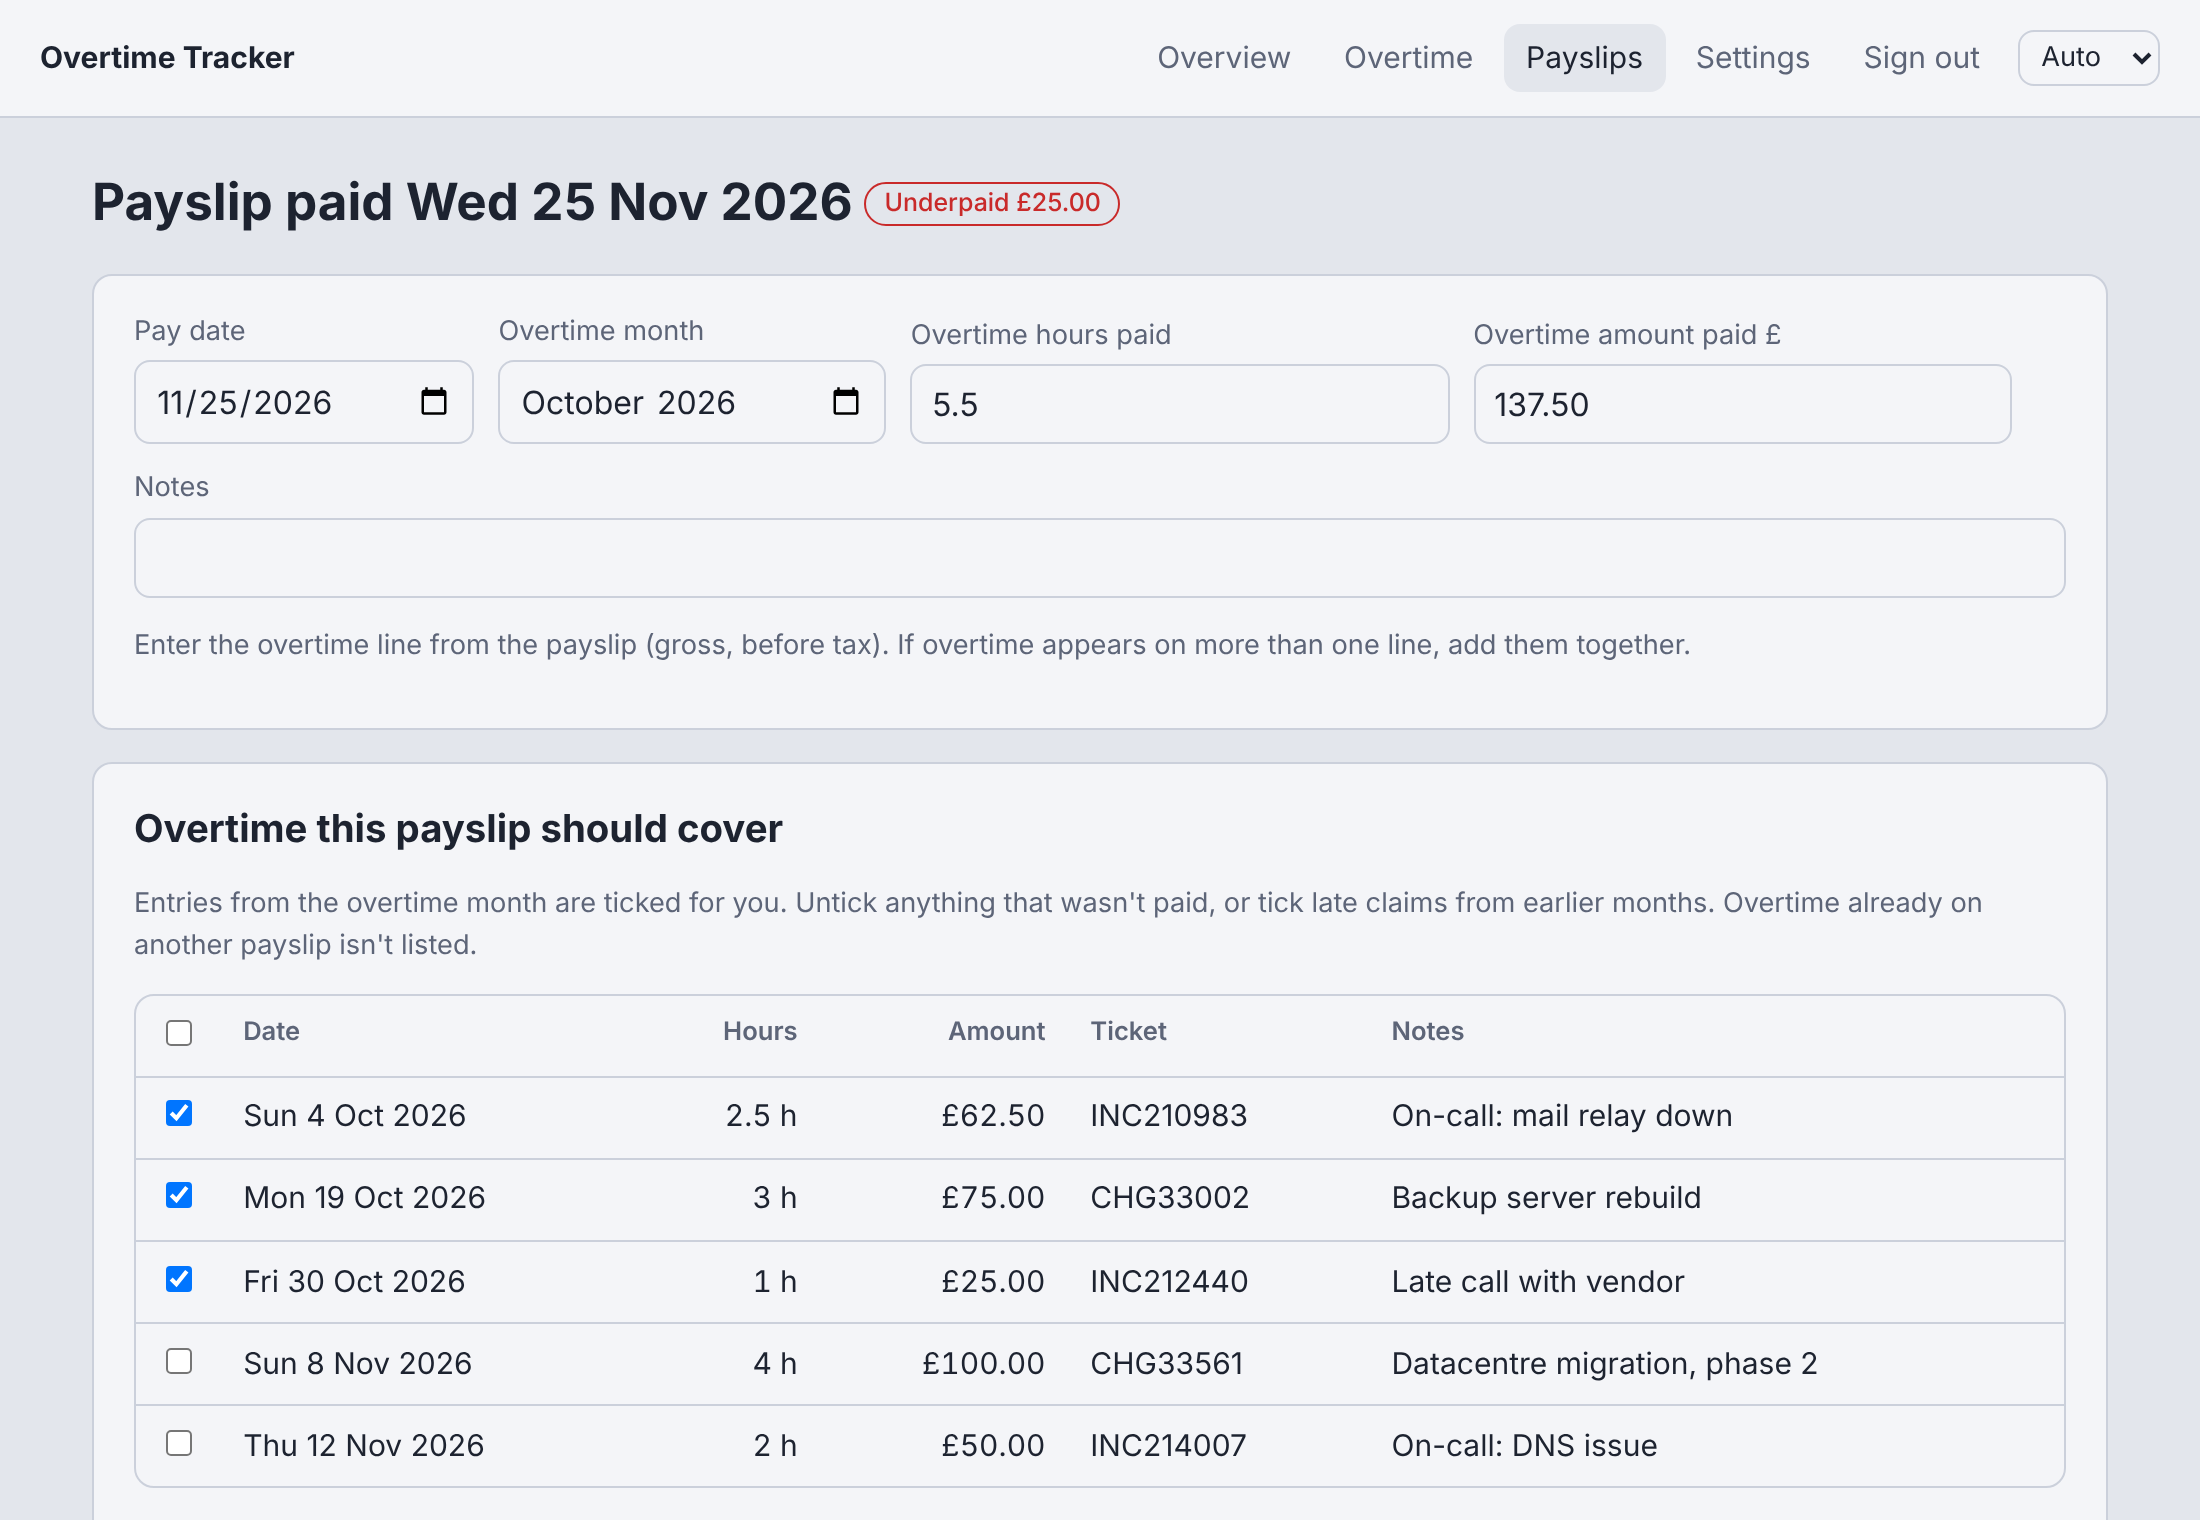 Overtime Tracker Overview Overtime Payslips Settings Sign out Auto
Payslip paid Wed 25 Nov 2026 Underpaid £25.00
Pay date Overtime month Overtime hours paid Overtime amount paid £
11/25/2026 October 2026 5.5 137.50
Notes
Enter the overtime line from the payslip (gross, before tax). If overtime appears on more than one line, add them together.
Overtime this payslip should cover
Entries from the overtime month are ticked for you. Untick anything that wasn't paid, or tick late claims from earlier months. Overtime already on
another payslip isn't listed.
Date Hours Amount Ticket Notes
Sun 4 Oct 2026 2.5 h £62.50 INC210983 On-call: mail relay down
Mon 19 Oct 2026 3 h £75.00 CHG33002 Backup server rebuild
Fri 30 Oct 2026 1 h £25.00 INC212440 Late call with vendor
Sun 8 Nov 2026 4 h £100.00 CHG33561 Datacentre migration, phase 2
Thu 12 Nov 2026 2 h £50.00 INC214007 On-call: DNS issue